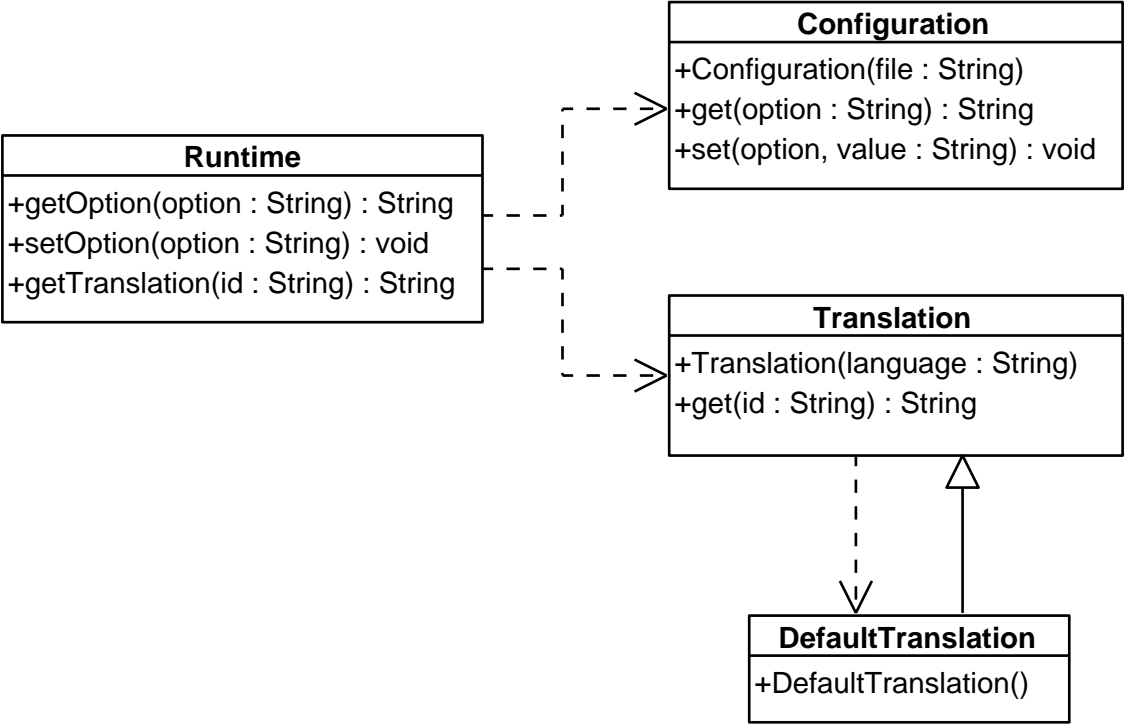 Configuration
+Configuration(file : String)
+get(option : String) : String
+set(option, value : String) : void
Runtime
+getOption(option : String) : String
+setOption(option : String) : void
+getTranslation(id : String) : String
Translation
+Translation(language : String)
+get(id : String) : String
DefaultTranslation
+DefaultTranslation()